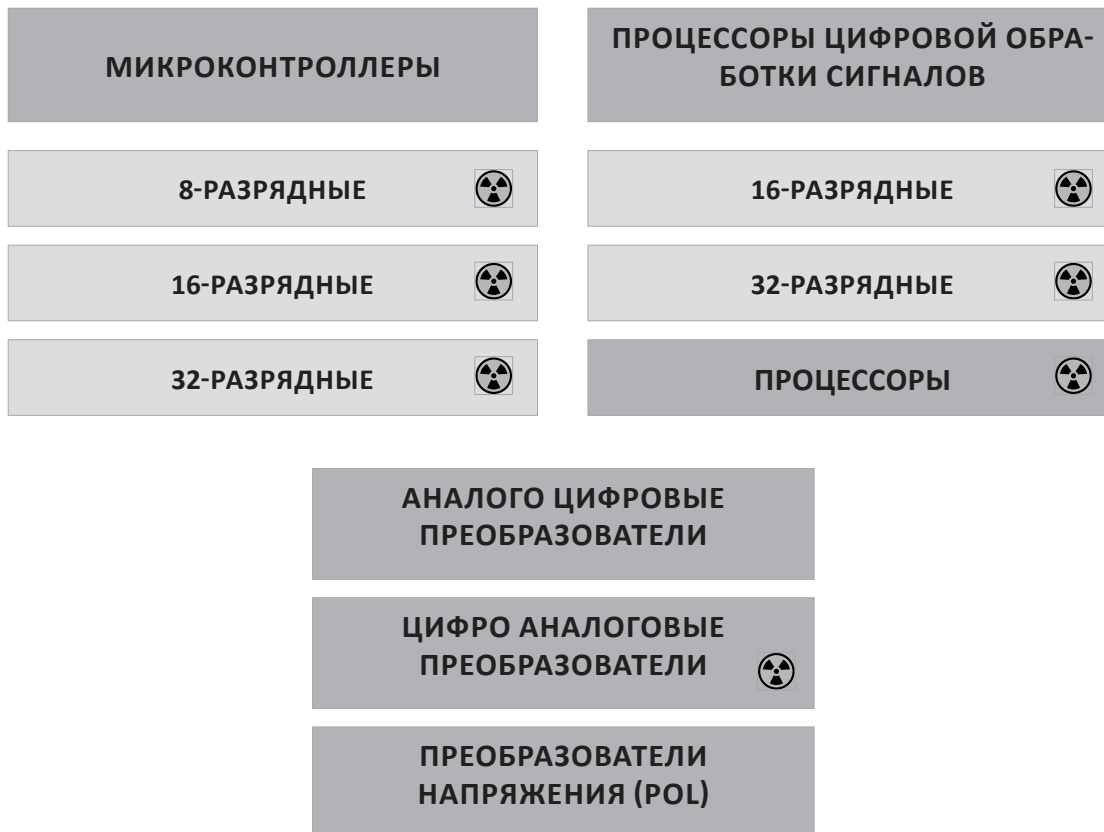 МИКРОКОНТРОЛЛЕРЫ
8-РАЗРЯДНЫЕ
16-РАЗРЯДНЫЕ
32-РАЗРЯДНЫЕ
ПРОЦЕССОРЫ ЦИФРОВОЙ ОБРА-
БОТКИ СИГНАЛОВ
16-РАЗРЯДНЫЕ
32-РАЗРЯДНЫЕ
ПРОЦЕССОРЫ
АНАЛОГО ЦИФРОВЫЕ
ПРЕОБРАЗОВАТЕЛИ
ЦИФРО АНАЛОГОВЫЕ
ПРЕОБРАЗОВАТЕЛИ
ПРЕОБРАЗОВАТЕЛИ
НАПРЯЖЕНИЯ (POL)